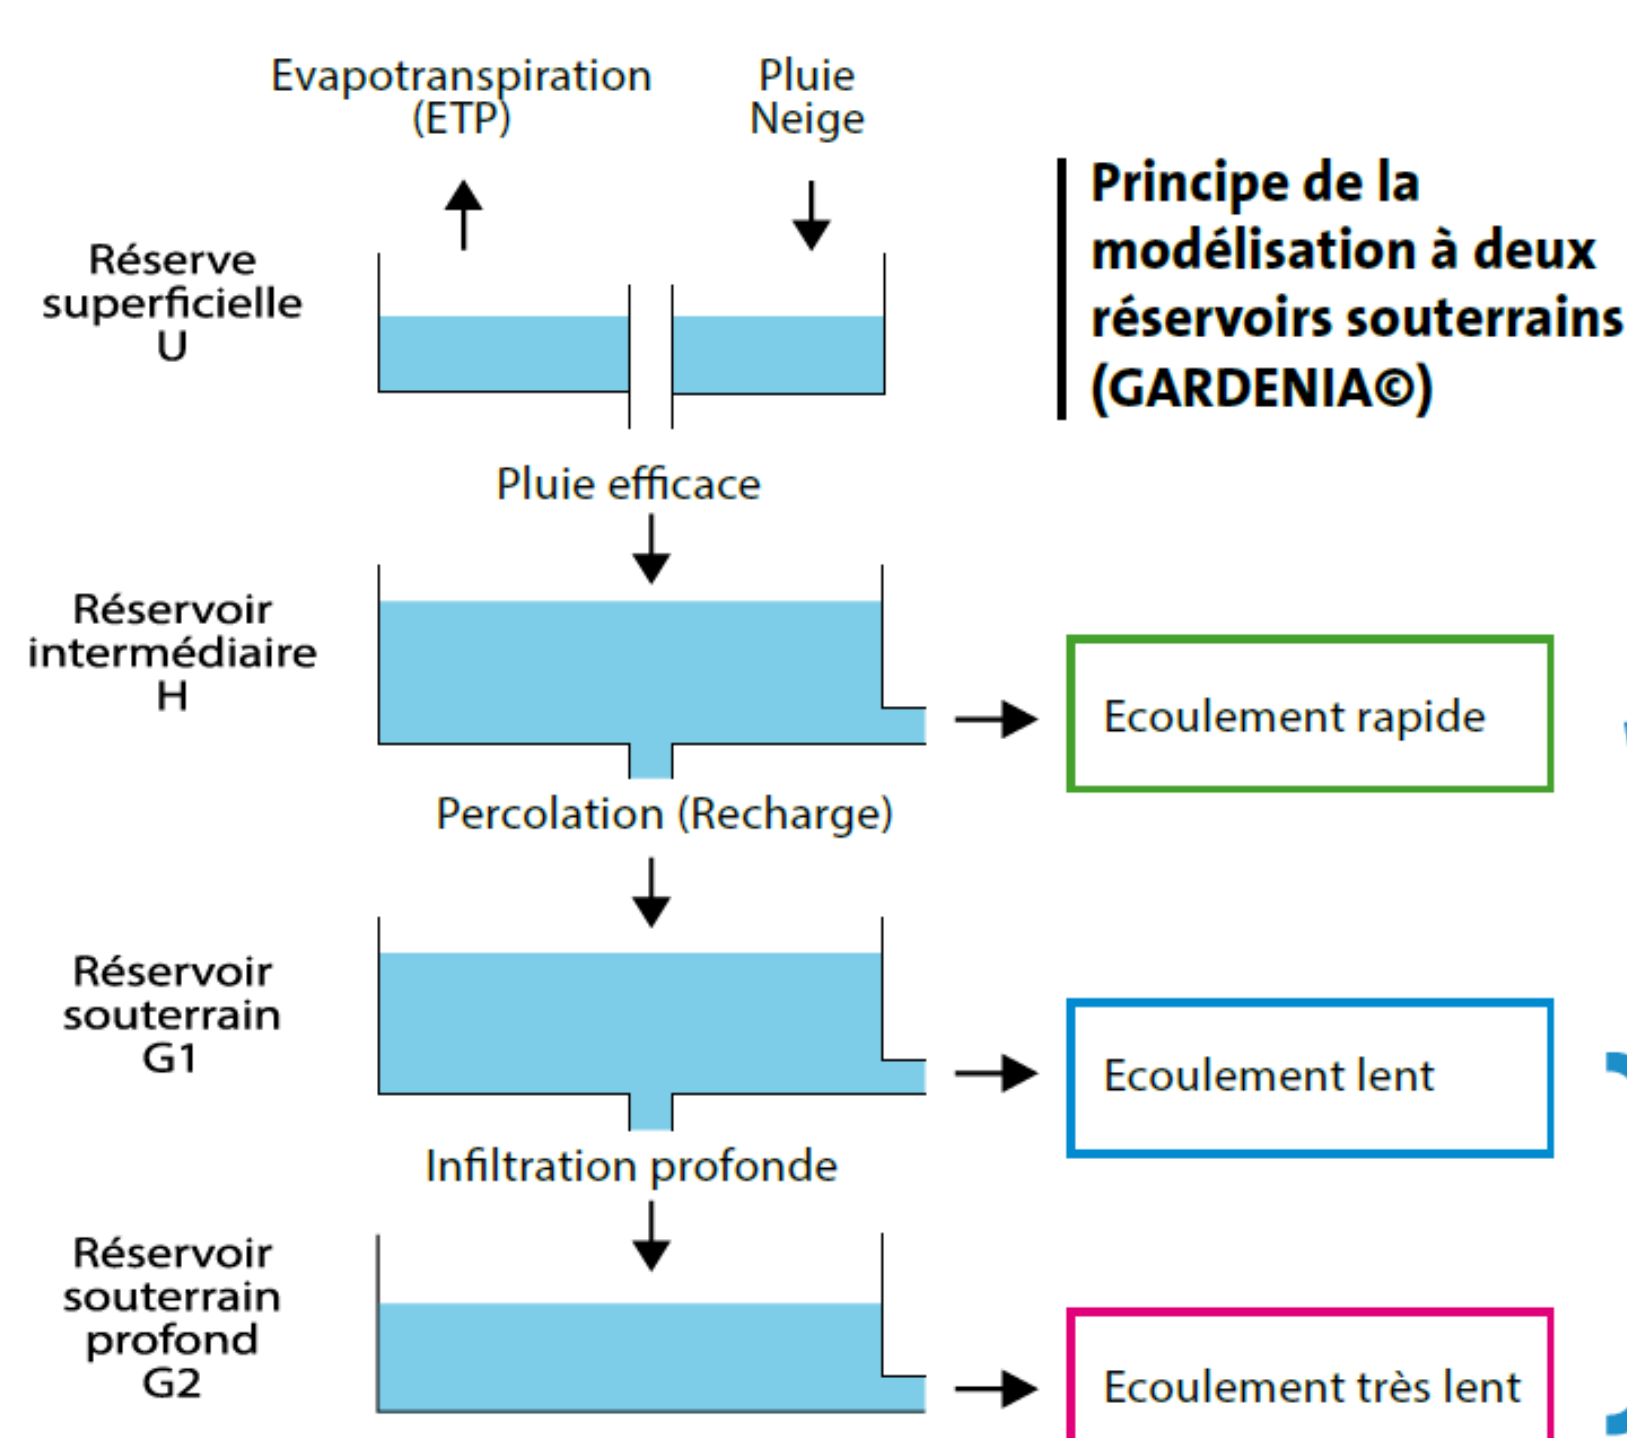 Evapotranspiration
(ETP)
Pluie
Neige
Principe de la
modélisation à deux
réservoirs souterrains
(GARDENIA©)
Réserve
superficielle
U
Pluie efficace
Réservoir
intermédiaire
H
Ecoulement rapide
Percolation (Recharge)
Réservoir
souterrain
G1
Ecoulement lent
Infiltration profonde
Réservoir
souterrain
profond
G2
Ecoulement très lent